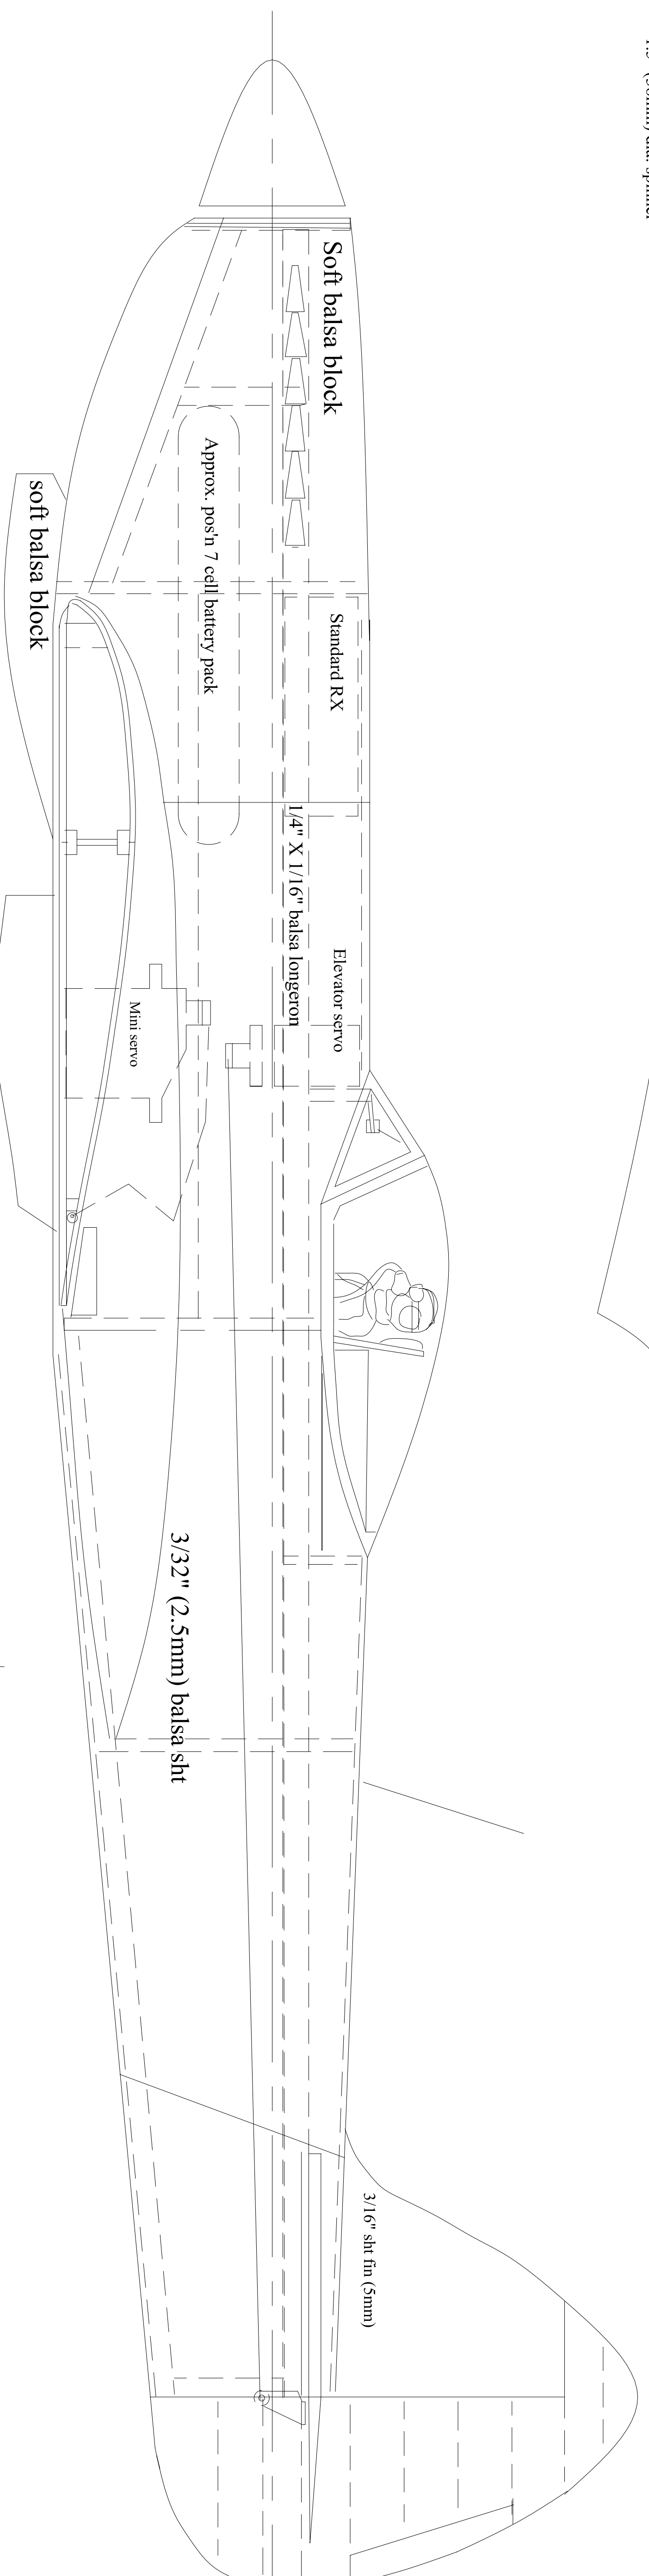 Soft balsa block
Approx. pos'n 7 cell battery pack
soft balsa block
Standard RX
1/4" X 1/16" balsa longeron
Elevator servo
Mini servo
3/32" (2.5mm) balsa sht
3/16" sht fin (5mm)